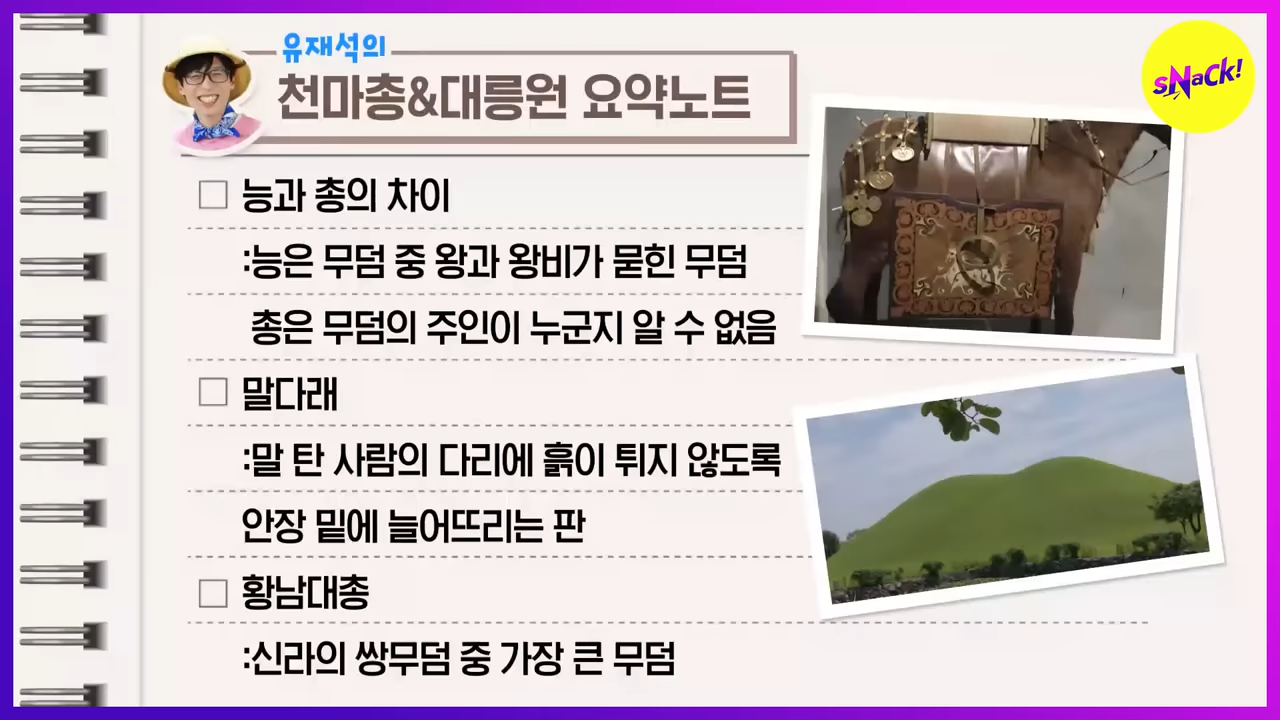 유재석의
천마총&대릉원 요약노트
sNacK!
능과 총의 차이
:능은 무덤 중 왕과 왕비가 묻힌 무덤
총은 무덤의 주인이 누군지 알 수 없음
말다래
:말 탄 사람의 다리에 흙이 튀지 않도록
안장 밑에 늘어뜨리는 판
황남대총
:신라의 쌍무덤 중 가장 큰 무덤